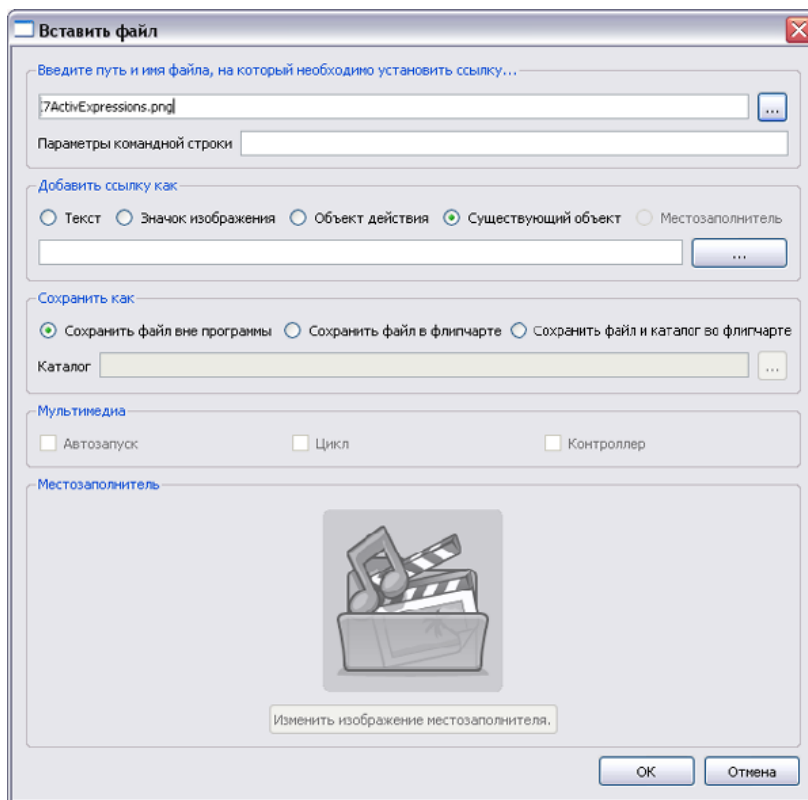 Вставить файл
Введите путь и имя файла, на который необходимо установить ссылку...
7ActivExpressions.png ...
Параметры командной строки
Добавить ссылку как
Текст Значок изображения Объект действия Существующий объект Местозаполнитель
...
Сохранить как
Сохранить файл вне программы Сохранить файл в флипчарте Сохранить файл и каталог во флипчарте
Каталог ...
Мультимедиа
Автозапуск Цикл Контроллер
Местозаполнитель
Изменить изображение местозаполнителя.
ОК Отмена